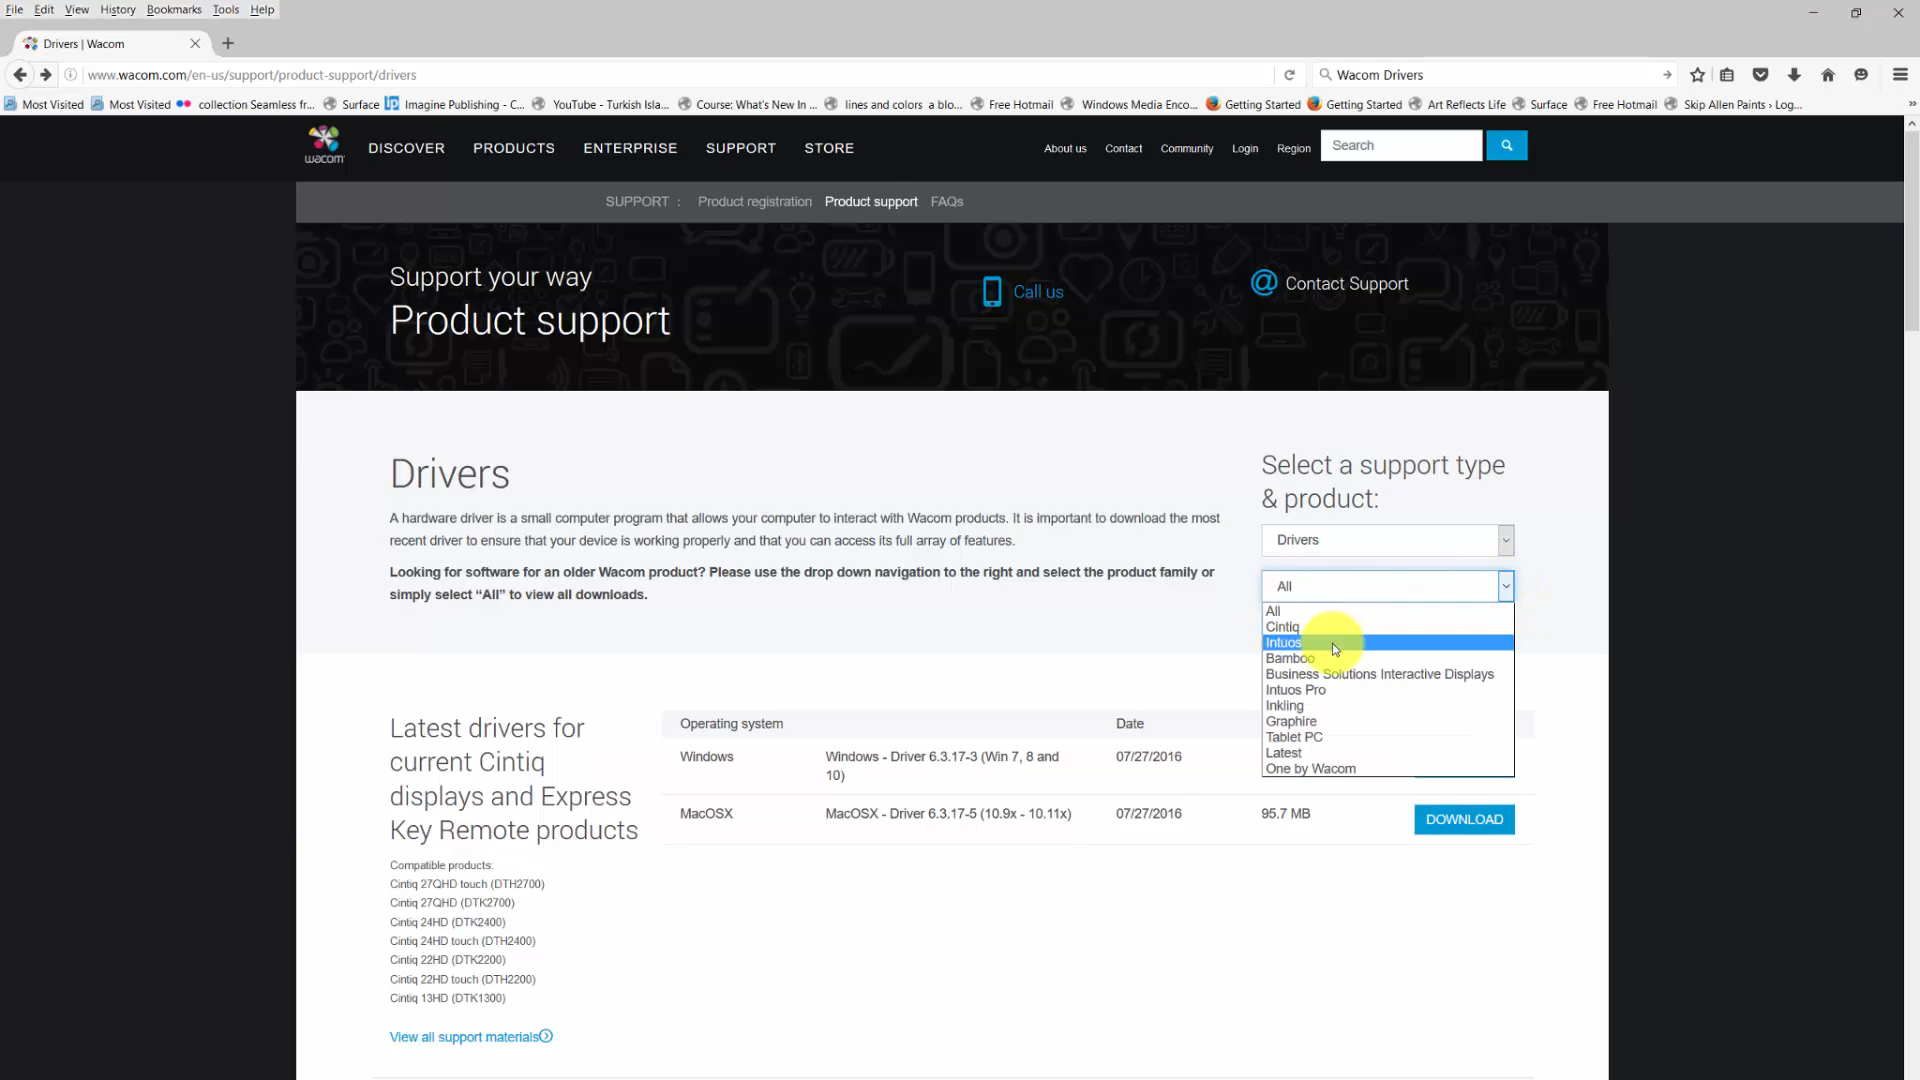 File Edit View History Bookmarks Tools Help
Drivers | Wacom
www.wacom.com/en-us/support/product-support/drivers
Wacom Drivers
Most Visited Most Visited collection Seamless fr... Surface Imagine Publishing - C... YouTube - Turkish Isla... Course: What's New In ... lines and colors a blo... Free Hotmail Windows Media Enco... Getting Started Getting Started Art Reflects Life Surface Free Hotmail Skip Allen Paints › Log...
wacom DISCOVER PRODUCTS ENTERPRISE SUPPORT STORE About us Contact Community Login Region Search
SUPPORT : Product registration Product support FAQs
Support your way
Product support
Call us
Contact Support
Drivers
A hardware driver is a small computer program that allows your computer to interact with Wacom products. It is important to download the most
recent driver to ensure that your device is working properly and that you can access its full array of features.
Looking for software for an older Wacom product? Please use the drop down navigation to the right and select the product family or
simply select “All” to view all downloads.
Select a support type
& product:
Drivers
All
All
Cintiq
Intuos
Bamboo
Business Solutions Interactive Displays
Intuos Pro
Inkling
Graphire
Tablet PC
Latest
One by Wacom
Latest drivers for
current Cintiq
displays and Express
Key Remote products
Operating system Date
Windows Windows - Driver 6.3.17-3 (Win 7, 8 and 07/27/2016
10)
MacOSX MacOSX - Driver 6.3.17-5 (10.9x - 10.11x) 07/27/2016 95.7 MB DOWNLOAD
Compatible products:
Cintiq 27QHD touch (DTH2700)
Cintiq 27QHD (DTK2700)
Cintiq 24HD (DTK2400)
Cintiq 24HD touch (DTH2400)
Cintiq 22HD (DTK2200)
Cintiq 22HD touch (DTH2200)
Cintiq 13HD (DTK1300)
View all support materials